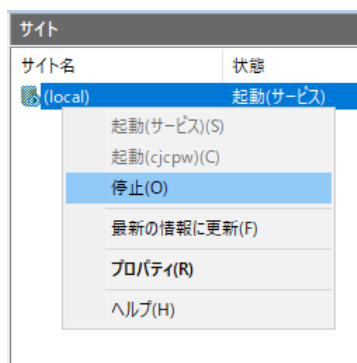 サイト
サイト名 状態
(local) 起動(サービス)
起動(サービス)(S)
起動(cjcpw)(C)
停止(O)
最新の情報に更新(F)
プロパティ(R)
ヘルプ(H)